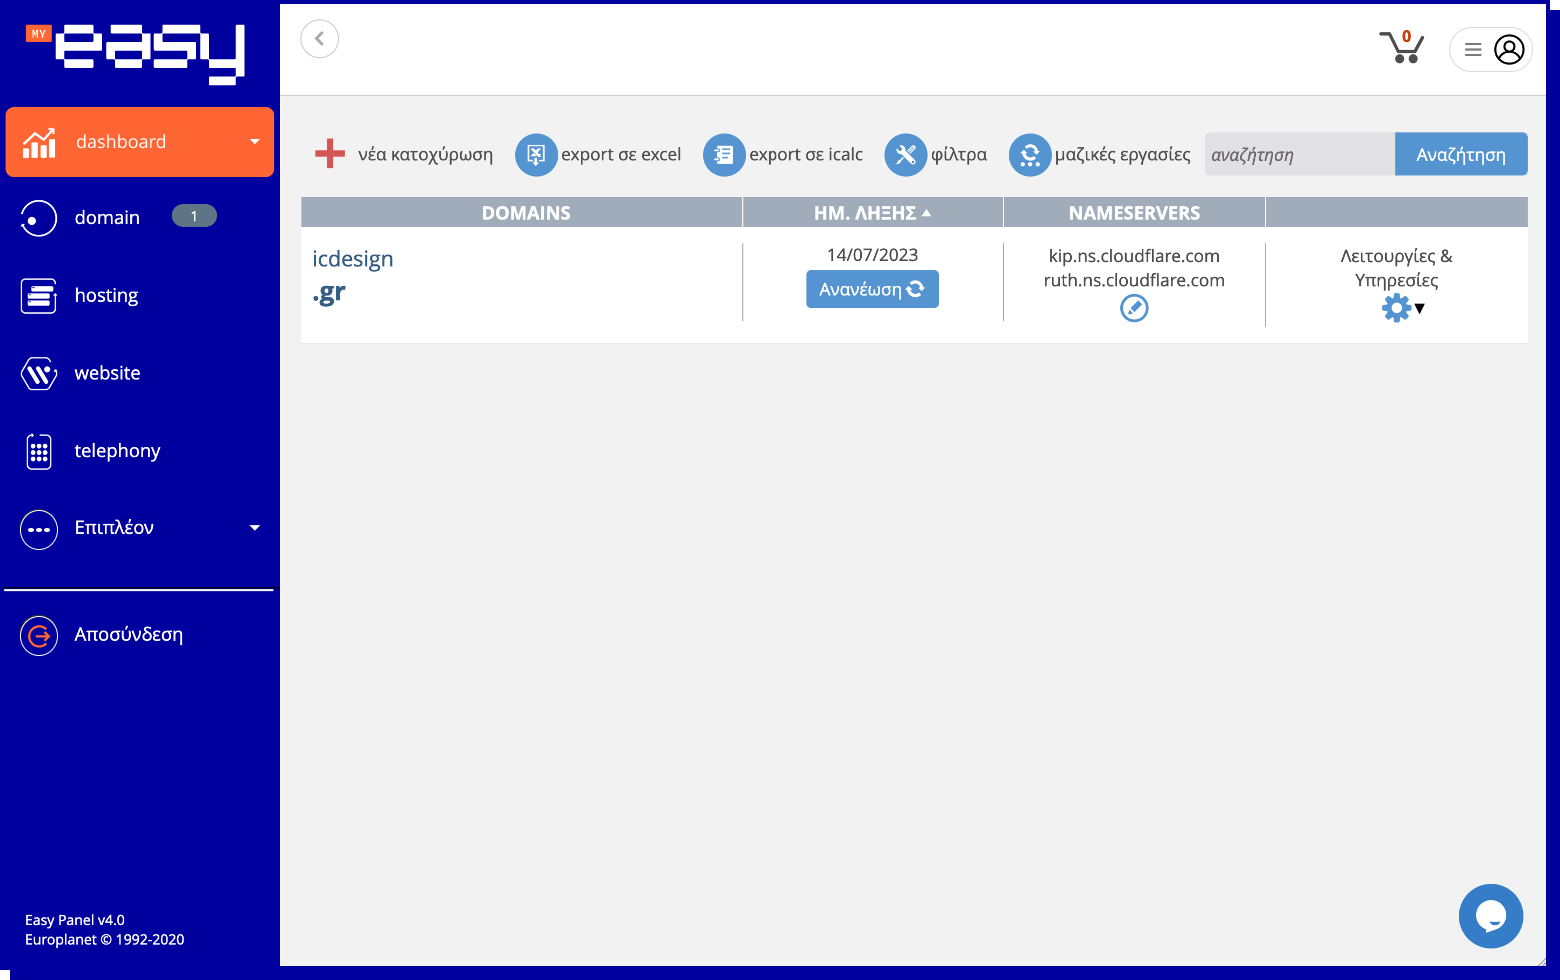 MY easy
dashboard
domain 1
hosting
website
telephony
Επιπλέον
Αποσύνδεση
Easy Panel v4.0
Europlanet © 1992-2020
0
νέα κατοχύρωση export σε excel export σε icalc φίλτρα μαζικές εργασίες αναζήτηση Αναζήτηση
DOMAINS ΗΜ. ΛΗΞΗΣ ▲ NAMESERVERS
icdesign
.gr
14/07/2023
Ανανέωση
kip.ns.cloudflare.com
ruth.ns.cloudflare.com
Λειτουργίες &
Υπηρεσίες